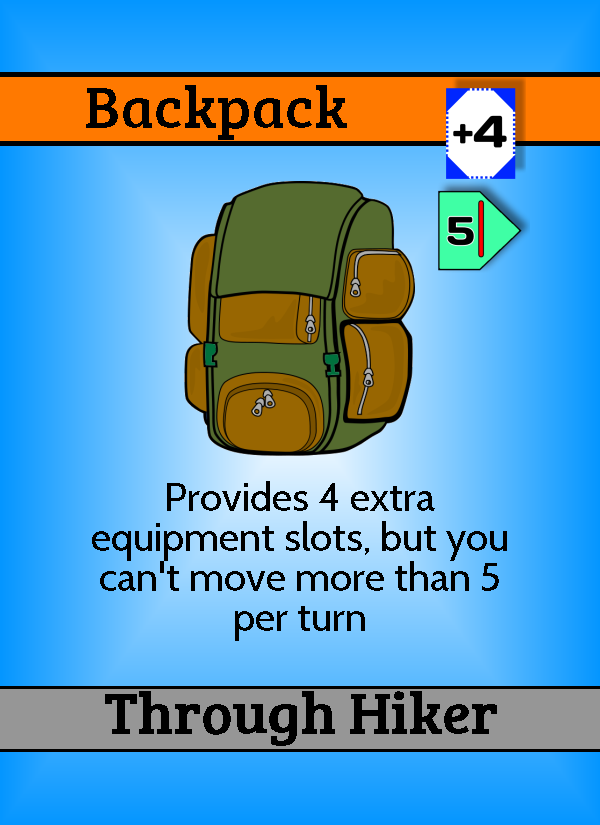 Backpack
+4
5
Provides 4 extra
equipment slots, but you
can't move more than 5
per turn
Through Hiker